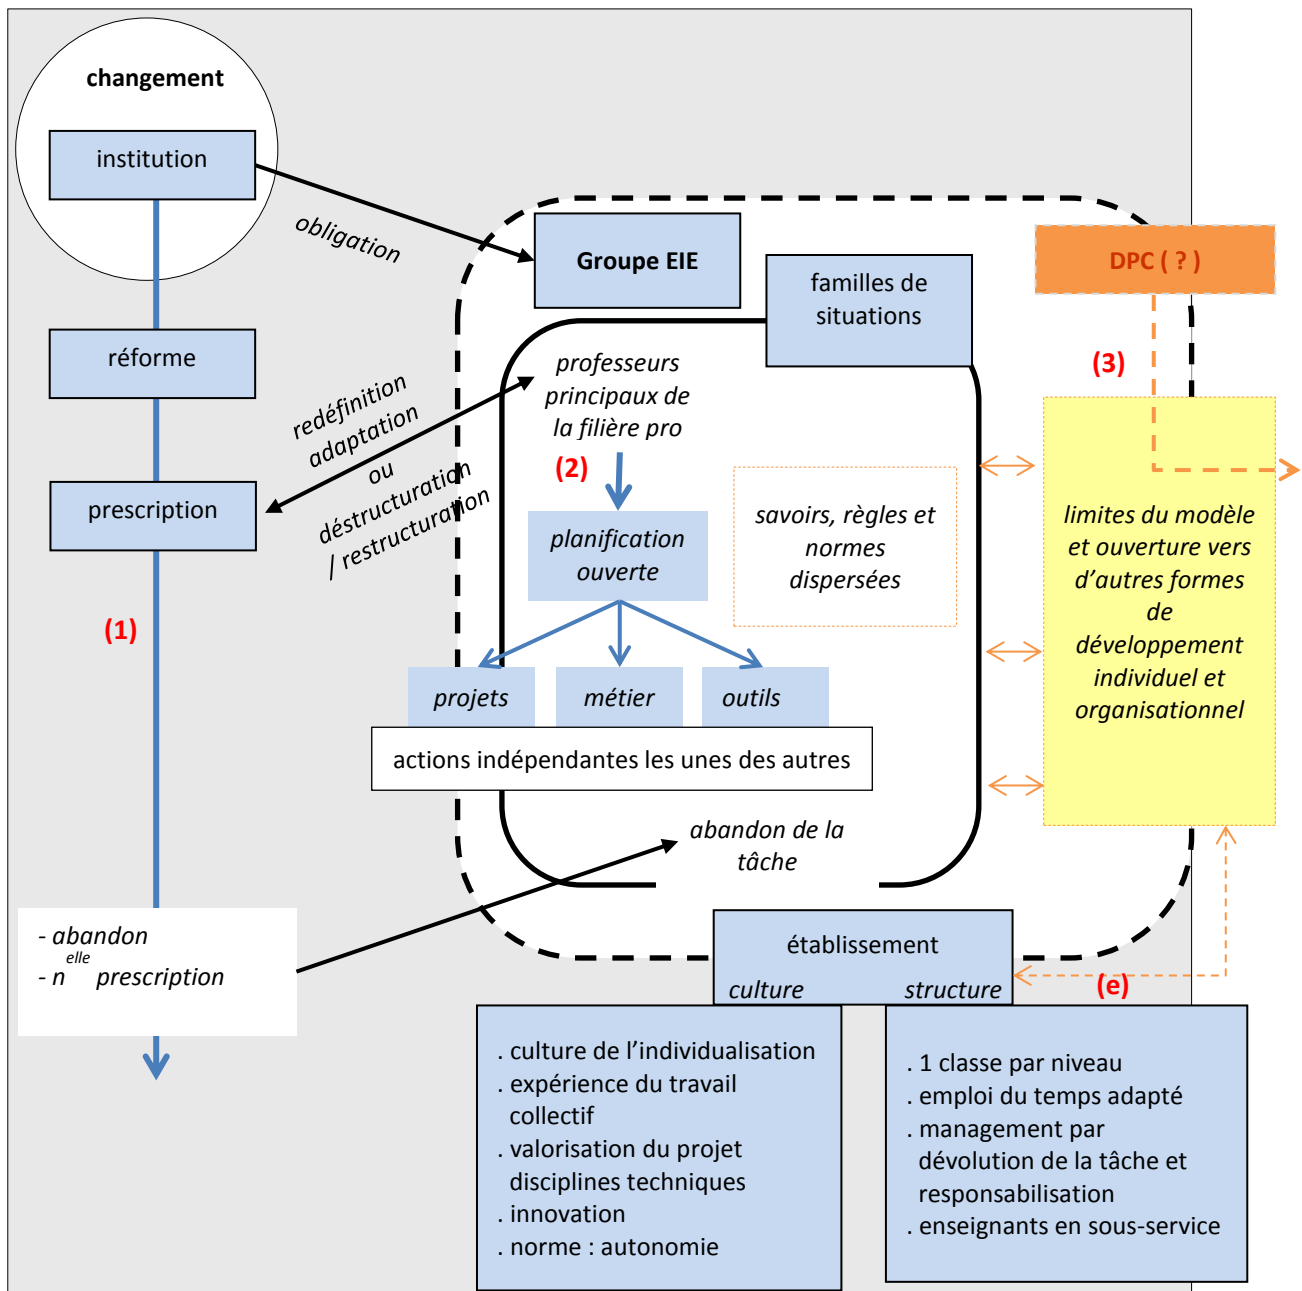 changement
institution
obligation
Groupe EIE
familles de
situations
DPC ( ? )
réforme
redéfinition
adaptation
ou
déstructuration
/ restructuration
professeurs
principaux de
la filière pro
(3)
(2)
prescription
planification
ouverte
savoirs, règles et
normes
dispersées
limites du modèle
et ouverture vers
d’autres formes
de
développement
individuel et
organisationnel
(1)
projets
métier
outils
actions indépendantes les unes des autres
abandon de la
tâche
- abandon
- n elle prescription
établissement
culture
structure
(e)
. culture de l’individualisation
. expérience du travail
collectif
. valorisation du projet
disciplines techniques
. innovation
. norme : autonomie
. 1 classe par niveau
. emploi du temps adapté
. management par
dévolution de la tâche et
responsabilisation
. enseignants en sous-service